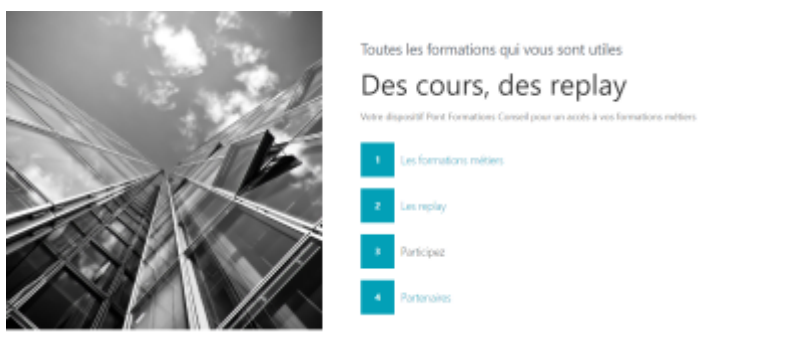 Toutes les formations qui vous sont utiles
Des cours, des replay
Votre dispositif Pont Formations Conseil pour un accès à vos formations métiers
1 Les formations métiers
2 Les replay
3 Participez
4 Partenaires